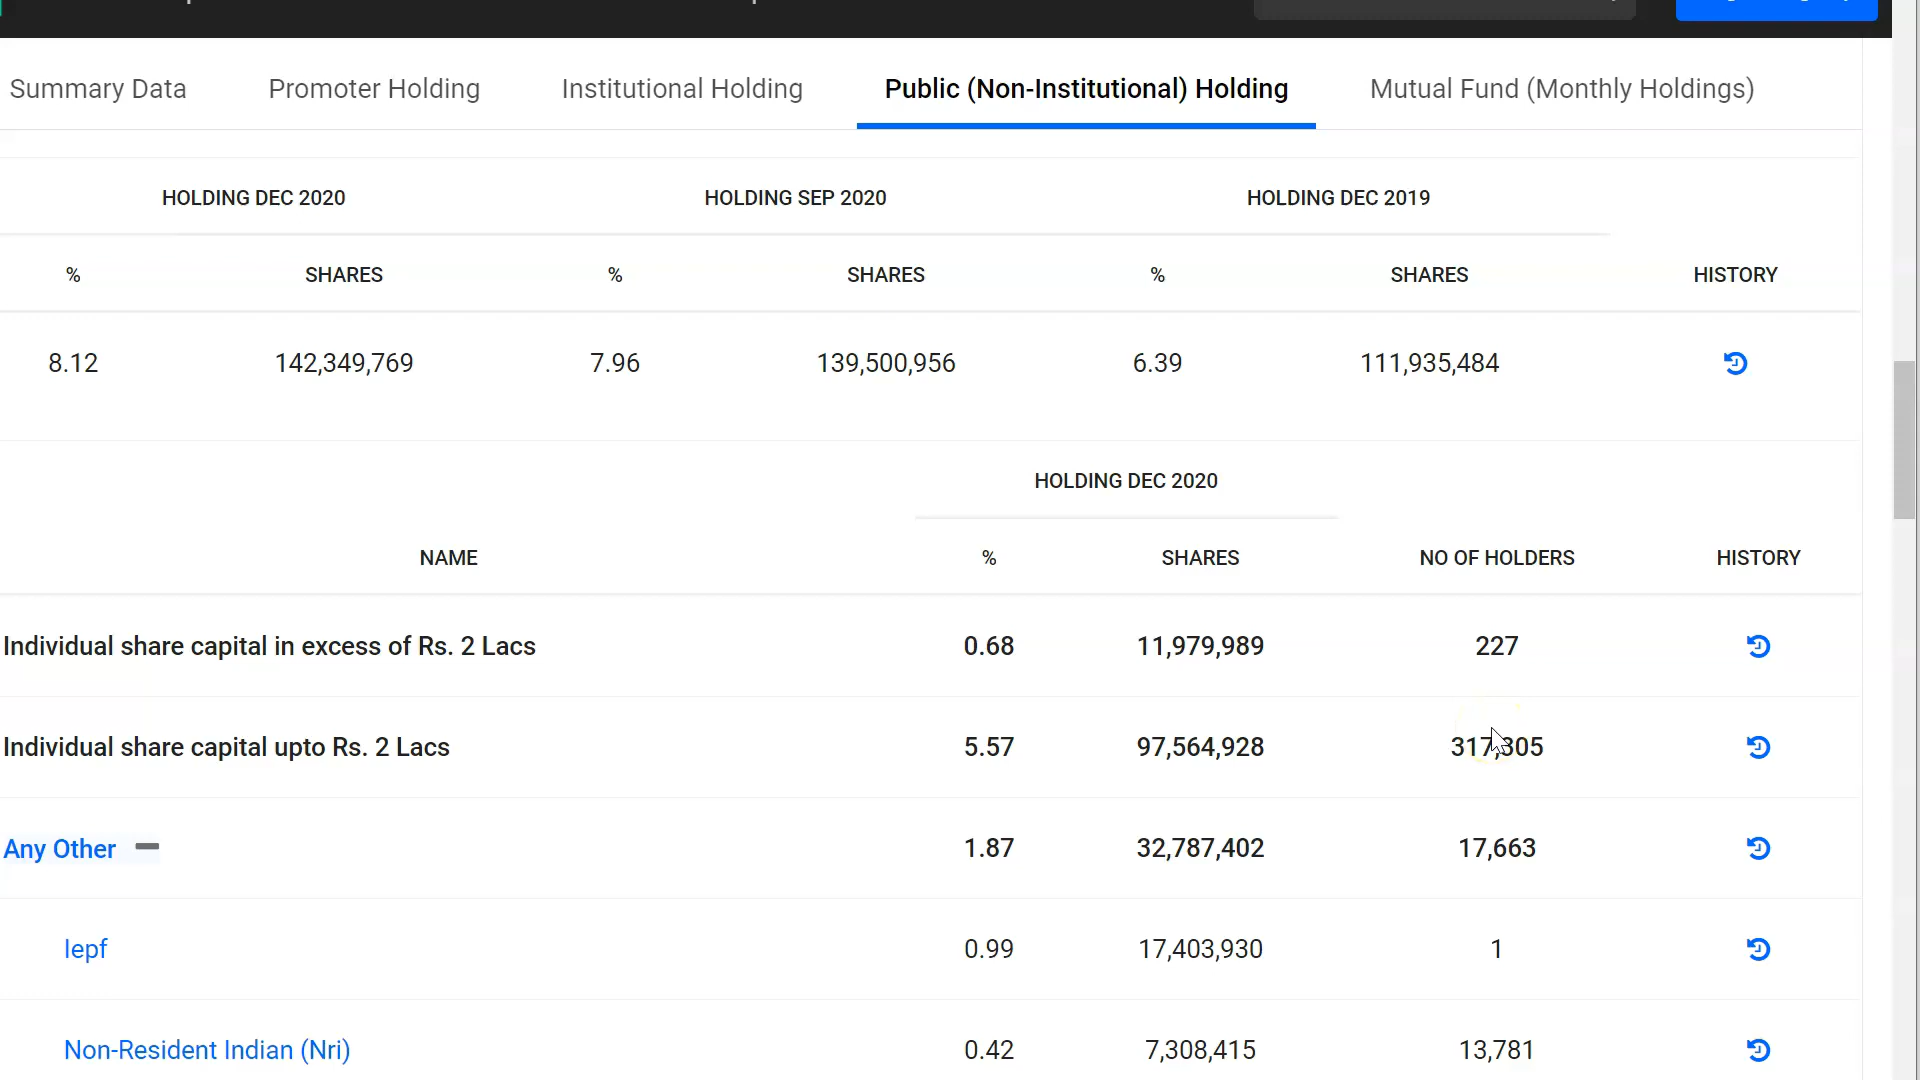 Summary Data Promoter Holding Institutional Holding Public (Non-Institutional) Holding Mutual Fund (Monthly Holdings)
HOLDING DEC 2020 HOLDING SEP 2020 HOLDING DEC 2019
% SHARES % SHARES % SHARES HISTORY
8.12 142,349,769 7.96 139,500,956 6.39 111,935,484
HOLDING DEC 2020
NAME % SHARES NO OF HOLDERS HISTORY
Individual share capital in excess of Rs. 2 Lacs 0.68 11,979,989 227
Individual share capital upto Rs. 2 Lacs 5.57 97,564,928 317,305
Any Other 1.87 32,787,402 17,663
Iepf 0.99 17,403,930 1
Non-Resident Indian (Nri) 0.42 7,308,415 13,781